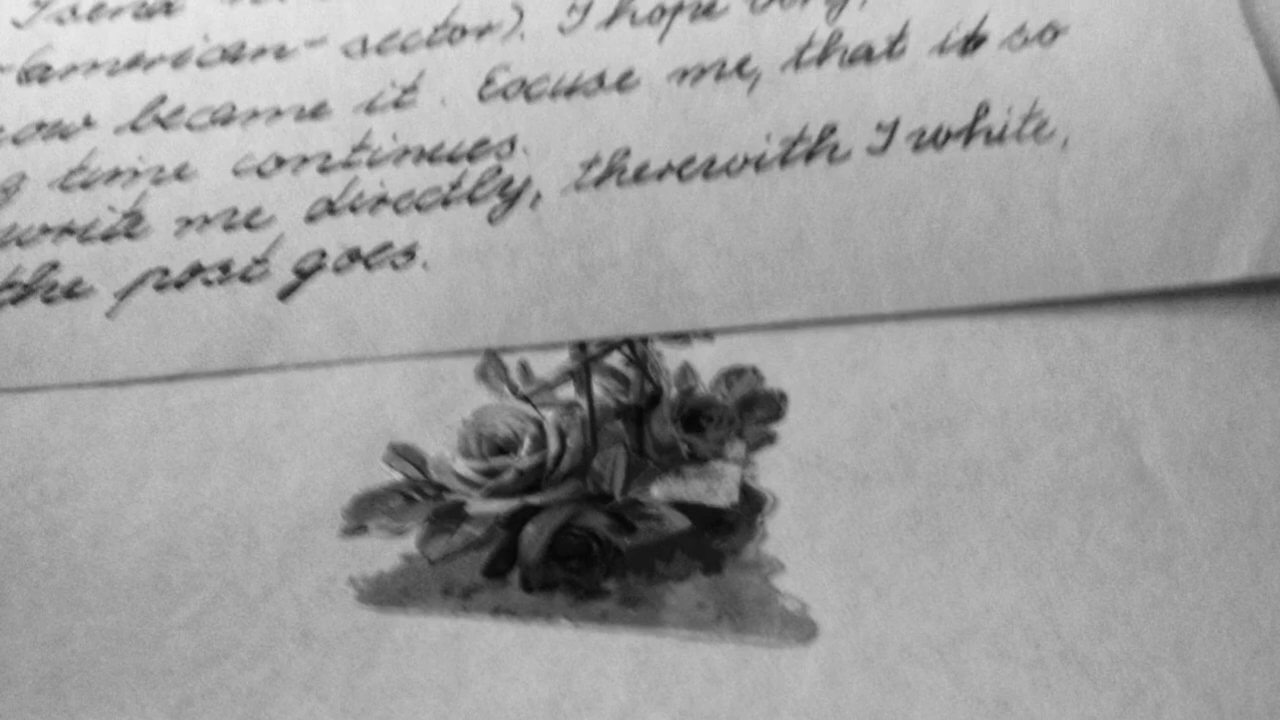 I send
american- sector). I hope very,
now became it. Excuse me, that it so
g time continues.
write me directly, therewith I white,
the post goes.